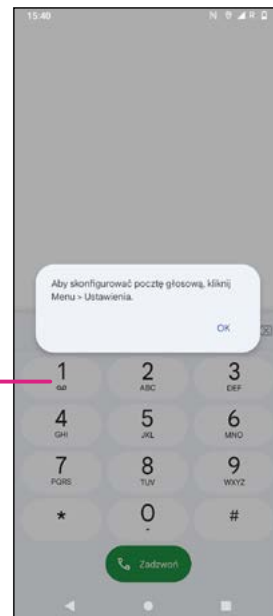 15:40
N R
Aby skonfigurować pocztę głosową, kliknij
Menu > Ustawienia.
OK
1 2 3
ABC DEF
4 5 6
GHI JKL MNO
7 8 9
PQRS TUV WXYZ
* 0 #
Zadzwoń